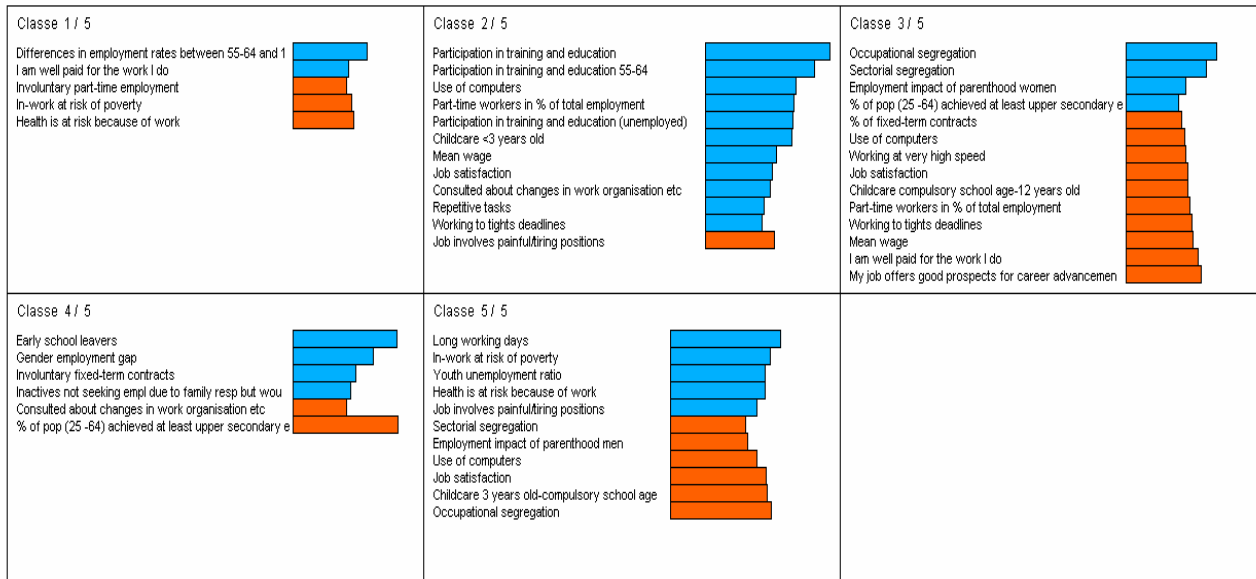 Classe 1 / 5
Differences in employment rates between 55-64 and 1
I am well paid for the work I do
Involuntary part-time employment
In-work at risk of poverty
Health is at risk because of work
Classe 2 / 5
Participation in training and education
Participation in training and education 55-64
Use of computers
Part-time workers in % of total employment
Participation in training and education (unemployed)
Childcare <3 years old
Mean wage
Job satisfaction
Consulted about changes in work organisation etc
Repetitive tasks
Working to tights deadlines
Job involves painful/tiring positions
Classe 3 / 5
Occupational segregation
Sectorial segregation
Employment impact of parenthood women
% of pop (25 -64) achieved at least upper secondary e
% of fixed-term contracts
Use of computers
Working at very high speed
Job satisfaction
Childcare compulsory school age-12 years old
Part-time workers in % of total employment
Working to tights deadlines
Mean wage
I am well paid for the work I do
My job offers good prospects for career advancemen
Classe 4 / 5
Early school leavers
Gender employment gap
Involuntary fixed-term contracts
Inactives not seeking empl due to family resp but wou
Consulted about changes in work organisation etc
% of pop (25 -64) achieved at least upper secondary e
Classe 5 / 5
Long working days
In-work at risk of poverty
Youth unemployment ratio
Health is at risk because of work
Job involves painful/tiring positions
Sectorial segregation
Employment impact of parenthood men
Use of computers
Job satisfaction
Childcare 3 years old-compulsory school age
Occupational segregation